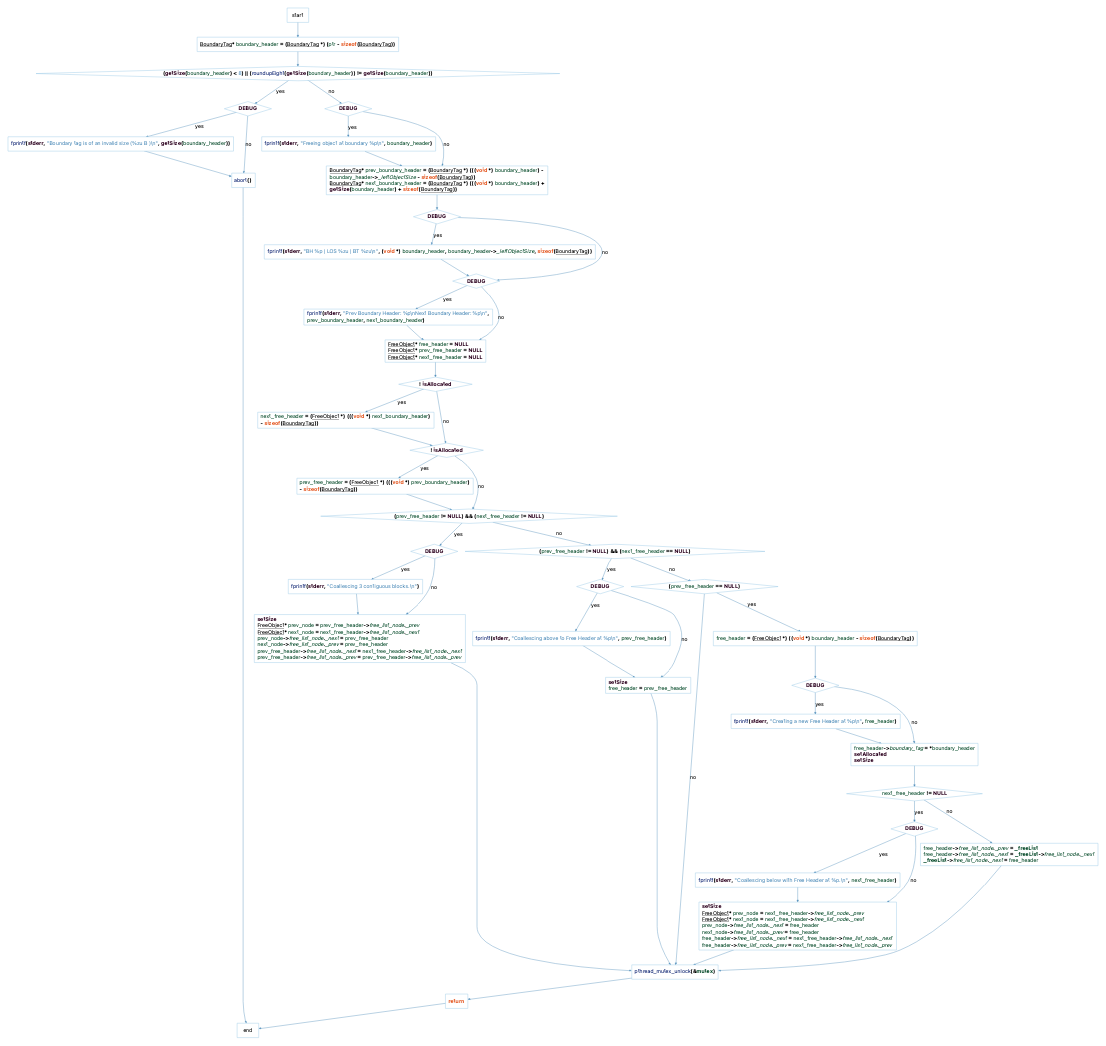 start
BoundaryTag* boundary_header = (BoundaryTag *) (ptr - sizeof(BoundaryTag))
(getSize(boundary_header) < 8) || (roundupEight(getSize(boundary_header)) != getSize(boundary_header))
yes
no
DEBUG
DEBUG
yes
no
yes
no
fprintf(stderr, "Boundary tag is of an invalid size (%zu B )\n", getSize(boundary_header))
fprintf(stderr, "Freeing object at boundary %p\n", boundary_header)
abort()
BoundaryTag* prev_boundary_header = (BoundaryTag *) (((void *) boundary_header) -
boundary_header->_leftObjectSize - sizeof(BoundaryTag))
BoundaryTag* next_boundary_header = (BoundaryTag *) (((void *) boundary_header) +
getSize(boundary_header) + sizeof(BoundaryTag))
DEBUG
yes
no
fprintf(stderr, "BH %p | LOS %zu | BT %zu\n", (void *) boundary_header, boundary_header->_leftObjectSize, sizeof(BoundaryTag))
DEBUG
yes
no
fprintf(stderr, "Prev Boundary Header: %p\nNext Boundary Header: %p\n",
prev_boundary_header, next_boundary_header)
FreeObject* free_header = NULL
FreeObject* prev_free_header = NULL
FreeObject* next_free_header = NULL
! isAllocated
yes
no
next_free_header = (FreeObject *) (((void *) next_boundary_header)
- sizeof(BoundaryTag))
! isAllocated
yes
no
prev_free_header = (FreeObject *) (((void *) prev_boundary_header)
- sizeof(BoundaryTag))
(prev_free_header != NULL) && (next_free_header != NULL)
yes
no
DEBUG
(prev_free_header != NULL) && (next_free_header == NULL)
yes
no
yes
no
fprintf(stderr, "Coallescing 3 contiguous blocks.\n")
DEBUG
(prev_free_header == NULL)
yes
no
yes
no
setSize
FreeObject* prev_node = prev_free_header->free_list_node._prev
FreeObject* next_node = next_free_header->free_list_node._next
prev_node->free_list_node._next = prev_free_header
next_node->free_list_node._prev = prev_free_header
prev_free_header->free_list_node._next = next_free_header->free_list_node._next
prev_free_header->free_list_node._prev = prev_free_header->free_list_node._prev
fprintf(stderr, "Coallescing above to Free Header at %p\n", prev_free_header)
free_header = (FreeObject *) ((void *) boundary_header - sizeof(BoundaryTag))
setSize
free_header = prev_free_header
DEBUG
yes
no
fprintf(stderr, "Creating a new Free Header at %p\n", free_header)
free_header->boundary_tag = *boundary_header
setAllocated
setSize
next_free_header != NULL
yes
no
DEBUG
yes
no
free_header->free_list_node._prev = _freeList
free_header->free_list_node._next = _freeList->free_list_node._next
_freeList->free_list_node._next = free_header
fprintf(stderr, "Coallescing below with Free Header at %p.\n", next_free_header)
setSize
FreeObject* prev_node = next_free_header->free_list_node._prev
FreeObject* next_node = next_free_header->free_list_node._next
prev_node->free_list_node._next = free_header
next_node->free_list_node._prev = free_header
free_header->free_list_node._next = next_free_header->free_list_node._next
free_header->free_list_node._prev = next_free_header->free_list_node._prev
pthread_mutex_unlock(&mutex)
return
end